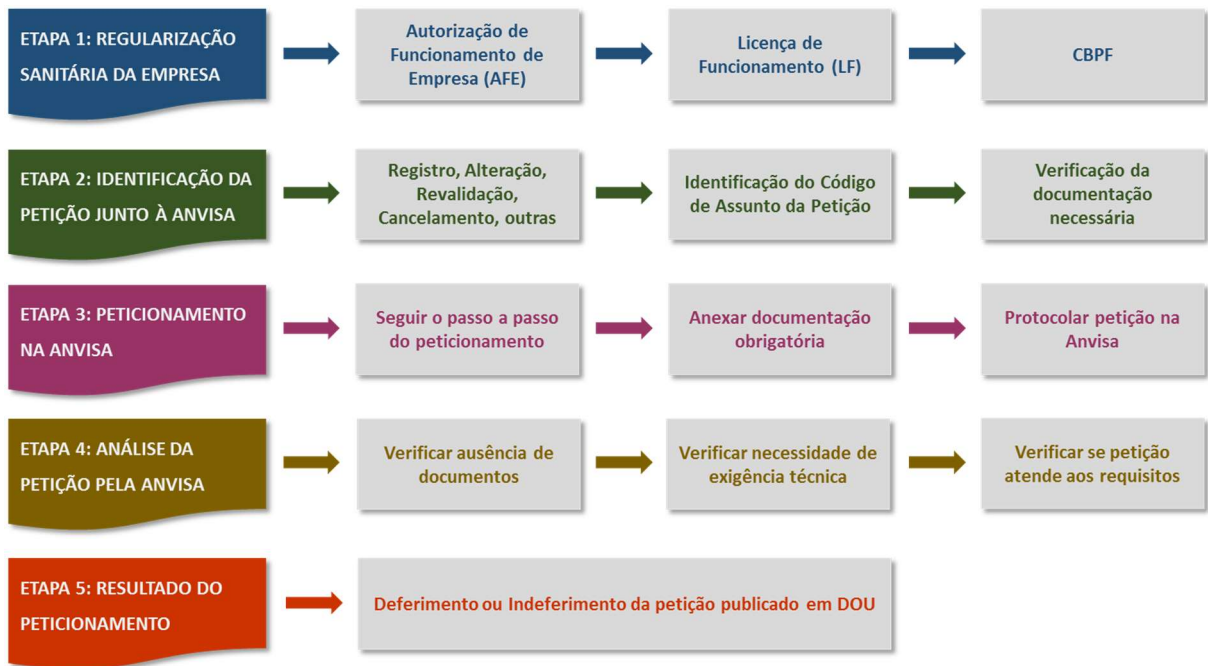 ETAPA 1: REGULARIZAÇÃO
SANITÁRIA DA EMPRESA
Autorização de
Funcionamento de
Empresa (AFE)
Licença de
Funcionamento (LF)
CBPF
ETAPA 2: IDENTIFICAÇÃO DA
PETIÇÃO JUNTO À ANVISA
Registro, Alteração,
Revalidação,
Cancelamento, outras
Identificação do Código
de Assunto da Petição
Verificação da
documentação
necessária
ETAPA 3: PETICIONAMENTO
NA ANVISA
Seguir o passo a passo
do peticionamento
Anexar documentação
obrigatória
Protocolar petição na
Anvisa
ETAPA 4: ANÁLISE DA
PETIÇÃO PELA ANVISA
Verificar ausência de
documentos
Verificar necessidade de
exigência técnica
Verificar se petição
atende aos requisitos
ETAPA 5: RESULTADO DO
PETICIONAMENTO
Deferimento ou Indeferimento da petição publicado em DOU